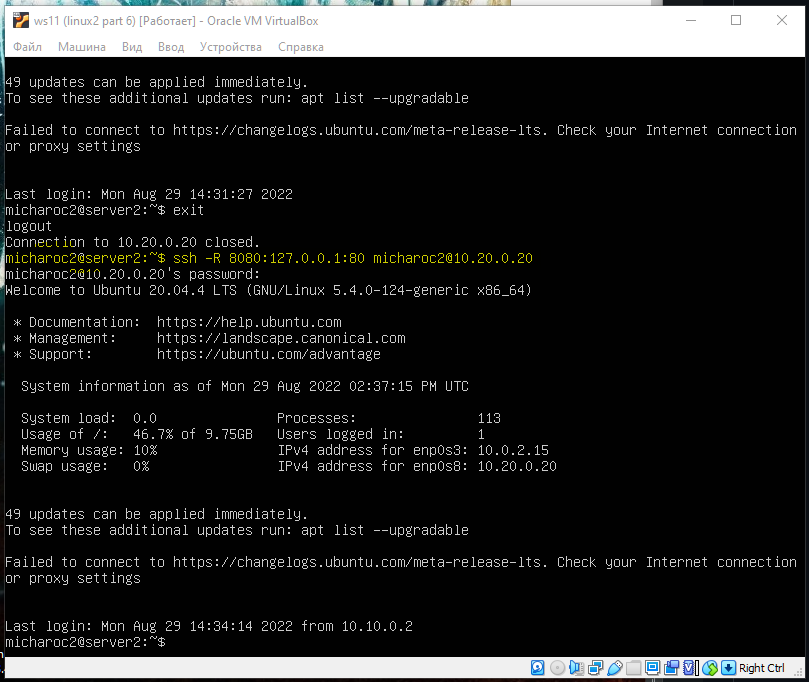 ws11 (linux2 part 6) [Работает] - Oracle VM VirtualBox
Файл Машина Вид Ввод Устройства Справка
49 updates can be applied immediately.
To see these additional updates run: apt list --upgradable
Failed to connect to https://changelogs.ubuntu.com/meta-release-lts. Check your Internet connection
or proxy settings
Last login: Mon Aug 29 14:31:27 2022
micharoc2@server2:~$ exit
logout
Connection to 10.20.0.20 closed.
micharoc2@server2:~$ ssh -R 8080:127.0.0.1:80 micharoc2@10.20.0.20
micharoc2@10.20.0.20's password:
Welcome to Ubuntu 20.04.4 LTS (GNU/Linux 5.4.0-124-generic x86_64)
* Documentation: https://help.ubuntu.com
* Management: https://landscape.canonical.com
* Support: https://ubuntu.com/advantage
System information as of Mon 29 Aug 2022 02:37:15 PM UTC
System load: 0.0 Processes: 113
Usage of /: 46.7% of 9.75GB Users logged in: 1
Memory usage: 10% IPv4 address for enp0s3: 10.0.2.15
Swap usage: 0% IPv4 address for enp0s8: 10.20.0.20
49 updates can be applied immediately.
To see these additional updates run: apt list --upgradable
Failed to connect to https://changelogs.ubuntu.com/meta-release-lts. Check your Internet connection
or proxy settings
Last login: Mon Aug 29 14:34:14 2022 from 10.10.0.2
micharoc2@server2:~$
Right Ctrl